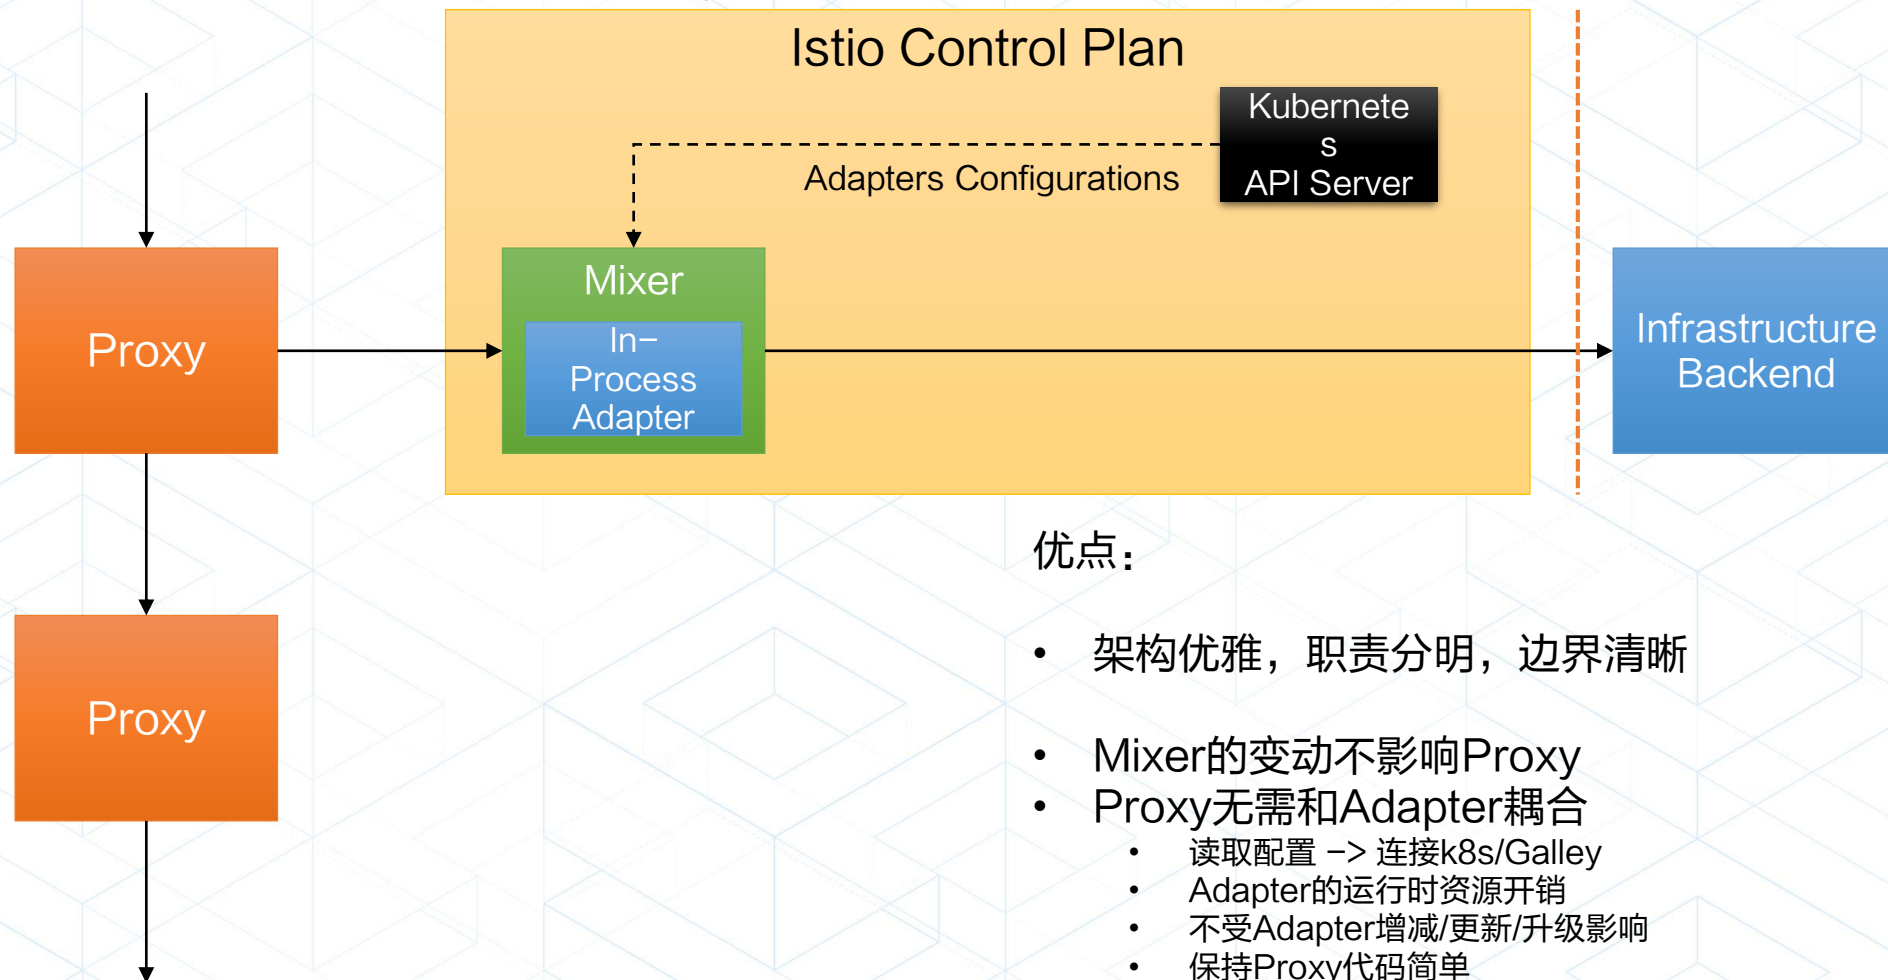 Istio Control Plan
Kubernete
s
API Server
Adapters Configurations
Mixer
In-
Process
Adapter
Proxy
Infrastructure
Backend
Proxy
优点：
• 架构优雅，职责分明，边界清晰
• Mixer的变动不影响Proxy
• Proxy无需和Adapter耦合
• 读取配置 -> 连接k8s/Galley
• Adapter的运行时资源开销
• 不受Adapter增减/更新/升级影响
• 保持Proxy代码简单